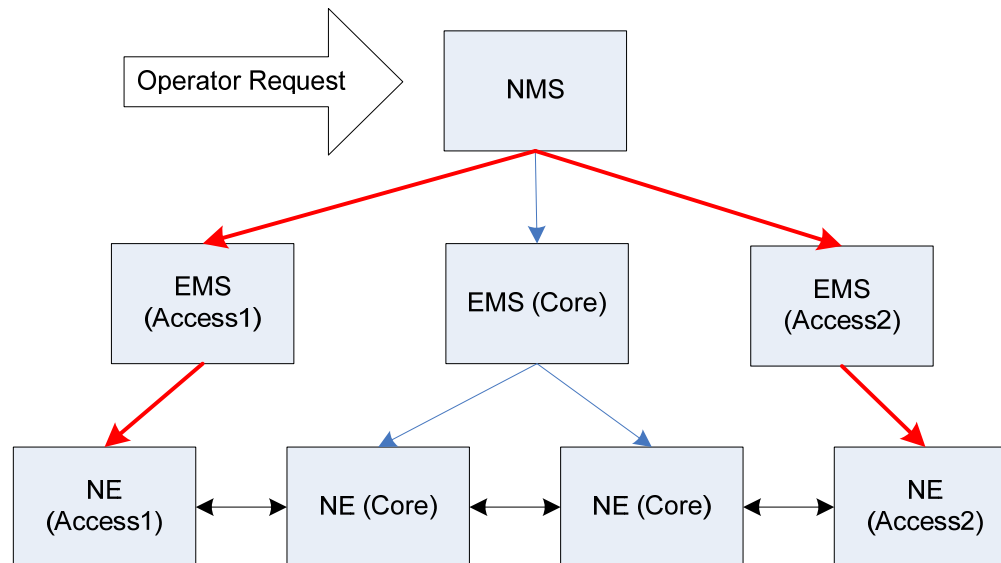 Operator Request
NMS
EMS
(Access1)
EMS (Core)
EMS
(Access2)
NE
(Access1)
NE (Core)
NE (Core)
NE
(Access2)